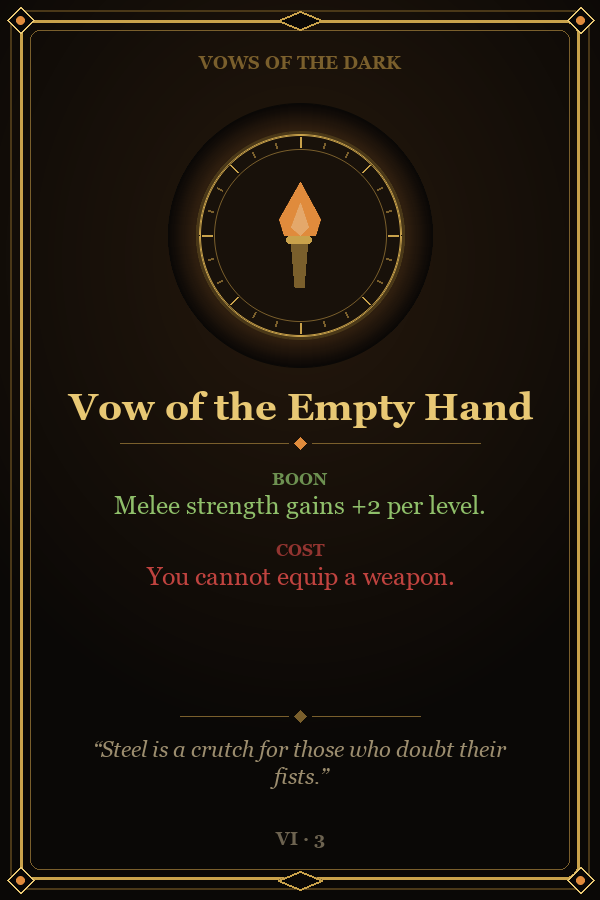 VOWS OF THE DARK
Vow of the Empty Hand
BOON
Melee strength gains +2 per level.
COST
You cannot equip a weapon.
“Steel is a crutch for those who doubt their
fists.”
VI · 3